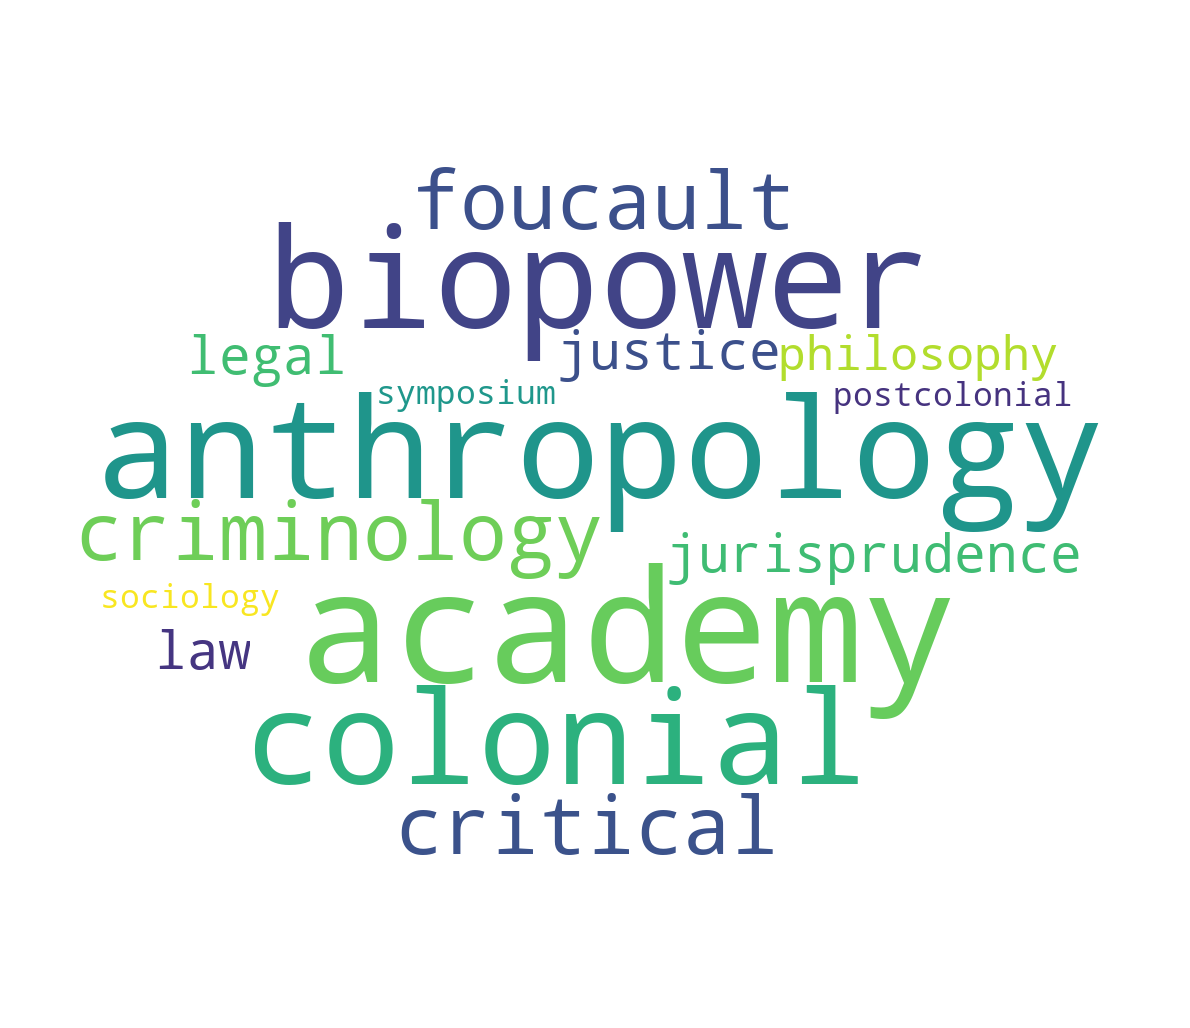 foucault
biopower
legal
justice
philosophy
symposium
postcolonial
anthropology
criminology
jurisprudence
sociology
academy
law
colonial
critical